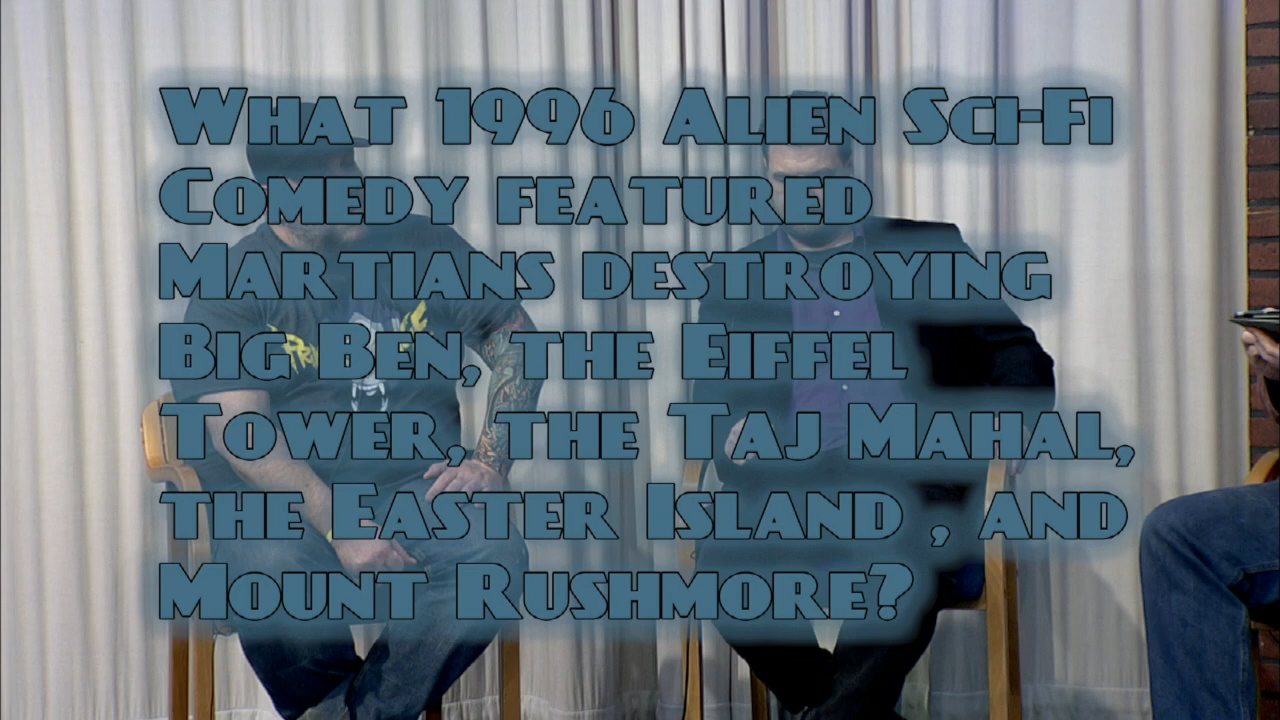 What 1996 Alien Sci-Fi
Comedy featured
Martians destroying
Big Ben, the Eiffel
Tower, the Taj Mahal,
the Easter Island , and
Mount Rushmore?